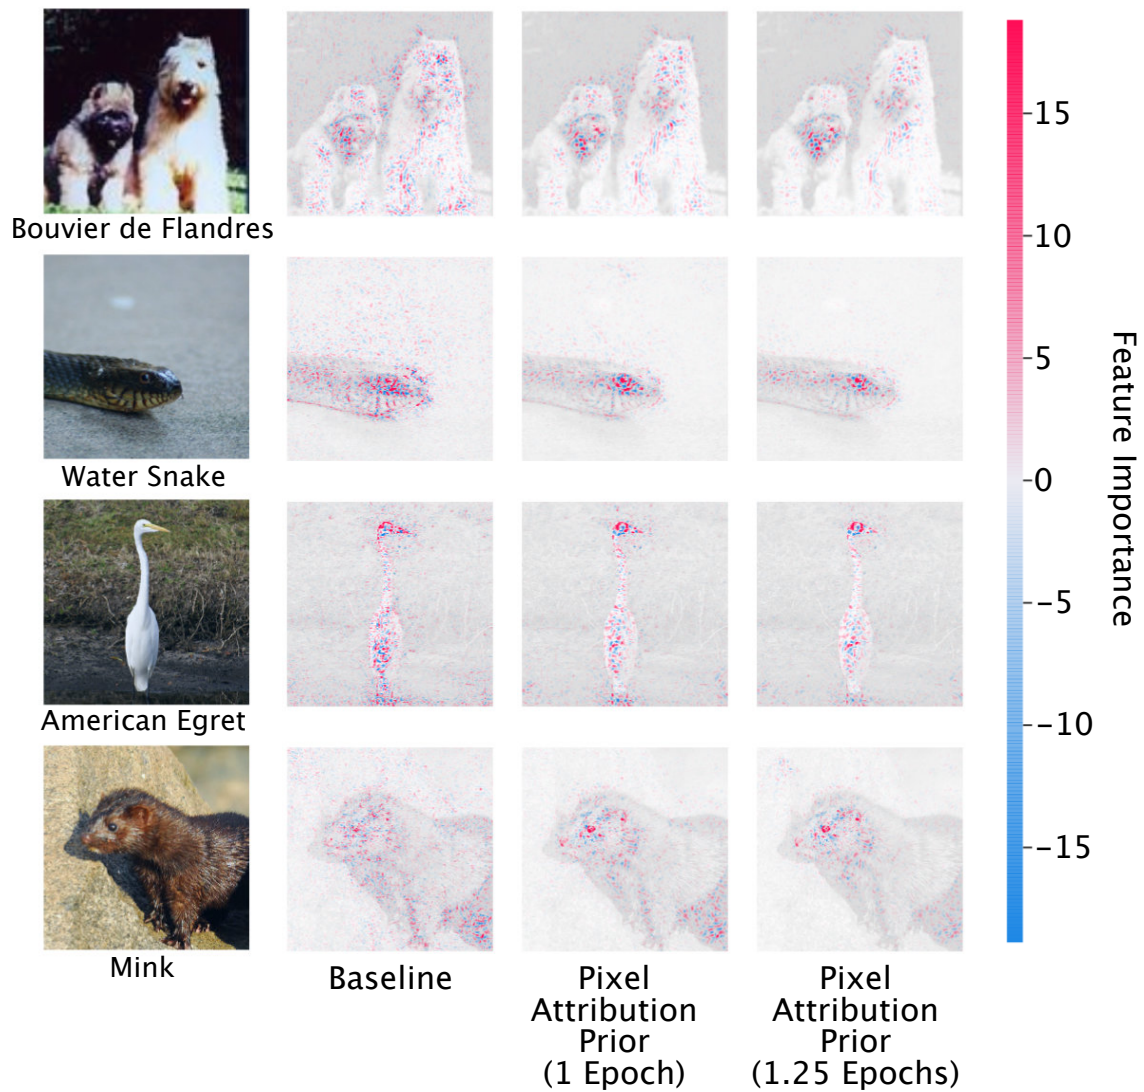 Bouvier de Flandres
Water Snake
American Egret
Mink
Baseline
Pixel
Attribution
Prior
(1 Epoch)
Pixel
Attribution
Prior
(1.25 Epochs)
15
10
5
0
−5
−10
−15
Feature Importance